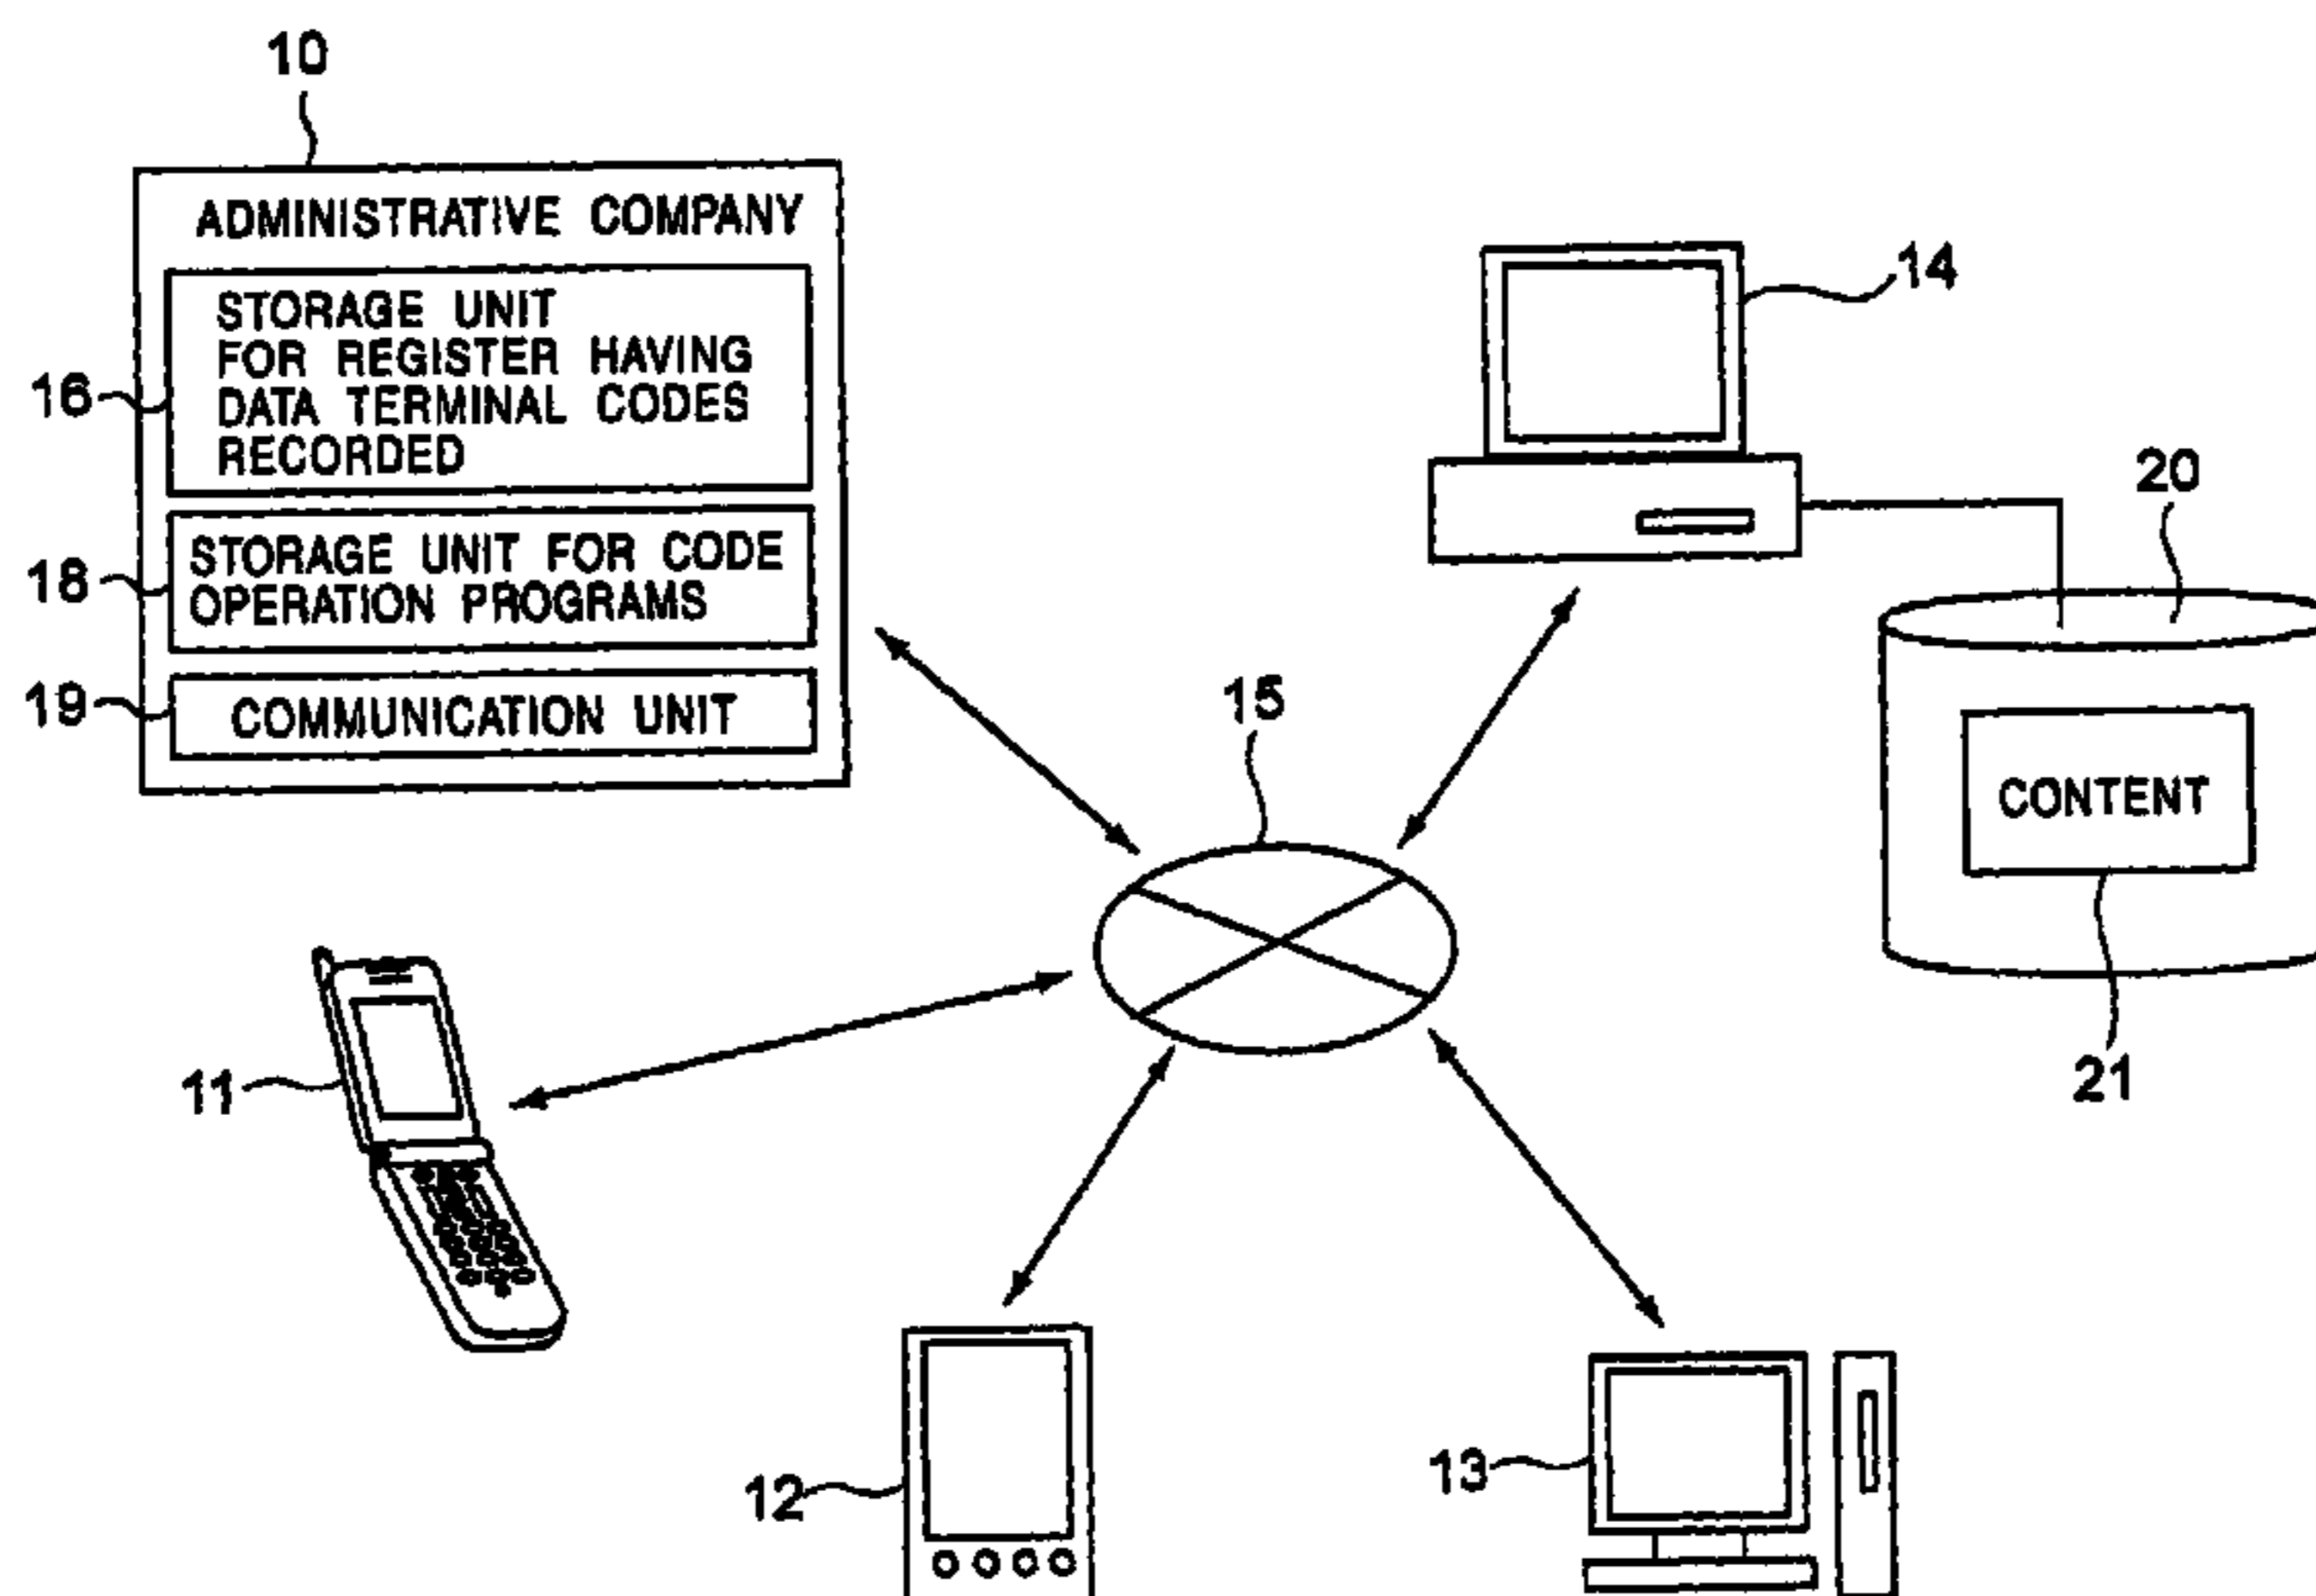 10
ADMINISTRATIVE COMPANY
STORAGE UNIT
FOR REGISTER HAVING
DATA TERMINAL CODES
RECORDED
16
STORAGE UNIT FOR CODE
OPERATION PROGRAMS
18
COMMUNICATION UNIT
19
14
20
15
CONTENT
21
11
12
13